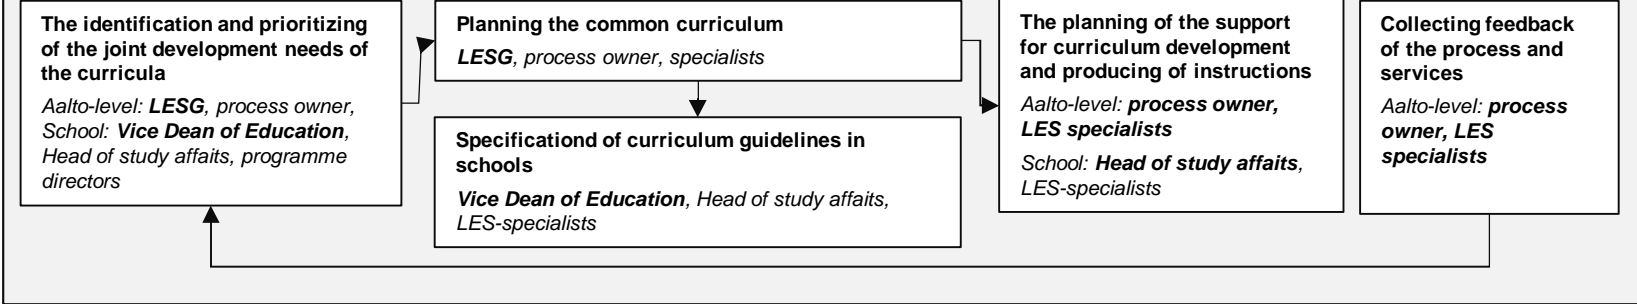 The identification and prioritizing
of the joint development needs of
the curricula
Aalto-level: LESG, process owner,
School: Vice Dean of Education,
Head of study affaits, programme
directors
Planning the common curriculum
LESG, process owner, specialists
Specificationd of curriculum guidelines in
schools
Vice Dean of Education, Head of study affaits,
LES-specialists
The planning of the support
for curriculum development
and producing of instructions
Aalto-level: process owner,
LES specialists
School: Head of study affaits,
LES-specialists
Collecting feedback
of the process and
services
Aalto-level: process
owner, LES
specialists